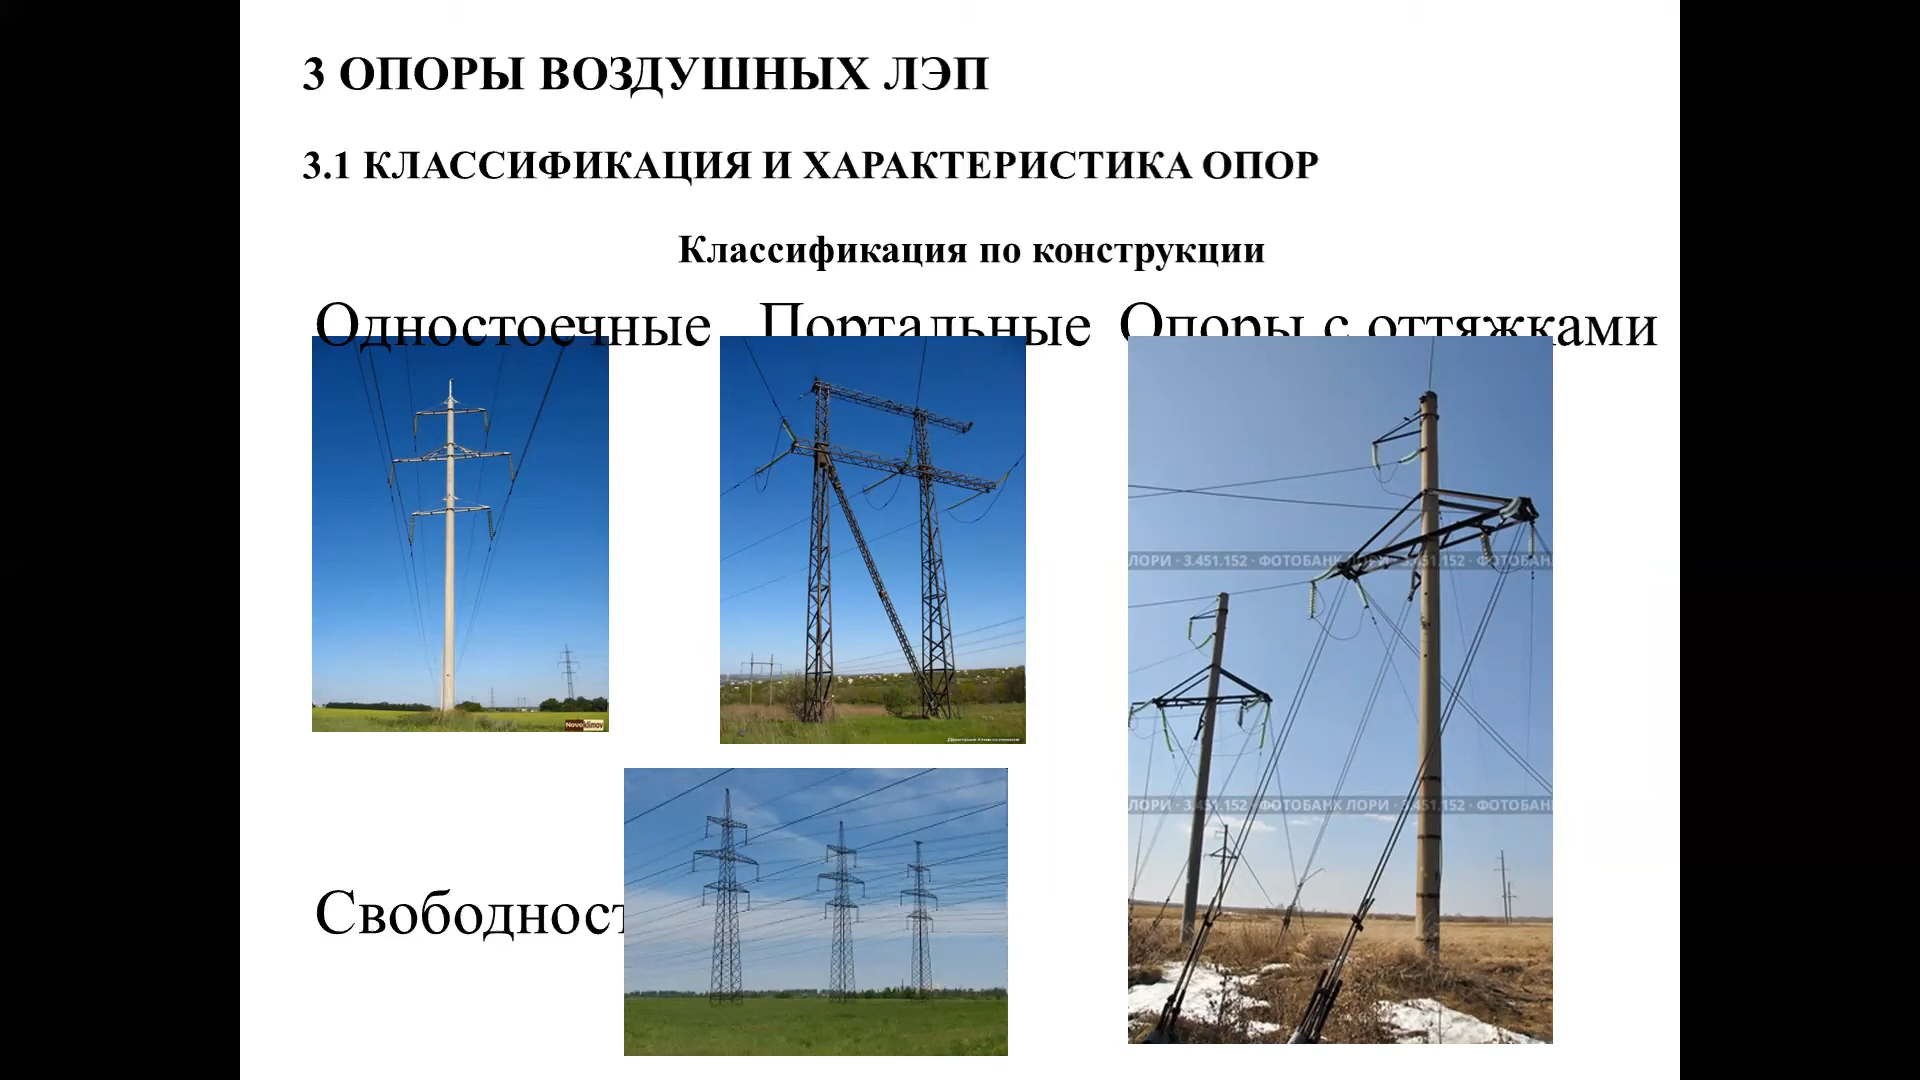 3 ОПОРЫ ВОЗДУШНЫХ ЛЭП
3.1 КЛАССИФИКАЦИЯ И ХАРАКТЕРИСТИКА ОПОР
Классификация по конструкции
Одностоечные Портальные Опоры с оттяжками
ЛОРИ · 3.451.152 · ФОТОБАНК ЛОРИ · 3.451.152 · ФОТОБАН
ЛОРИ · 3.451.152 · ФОТОБАНК ЛОРИ · 3.451.152 · ФОТОБАН
Свободност